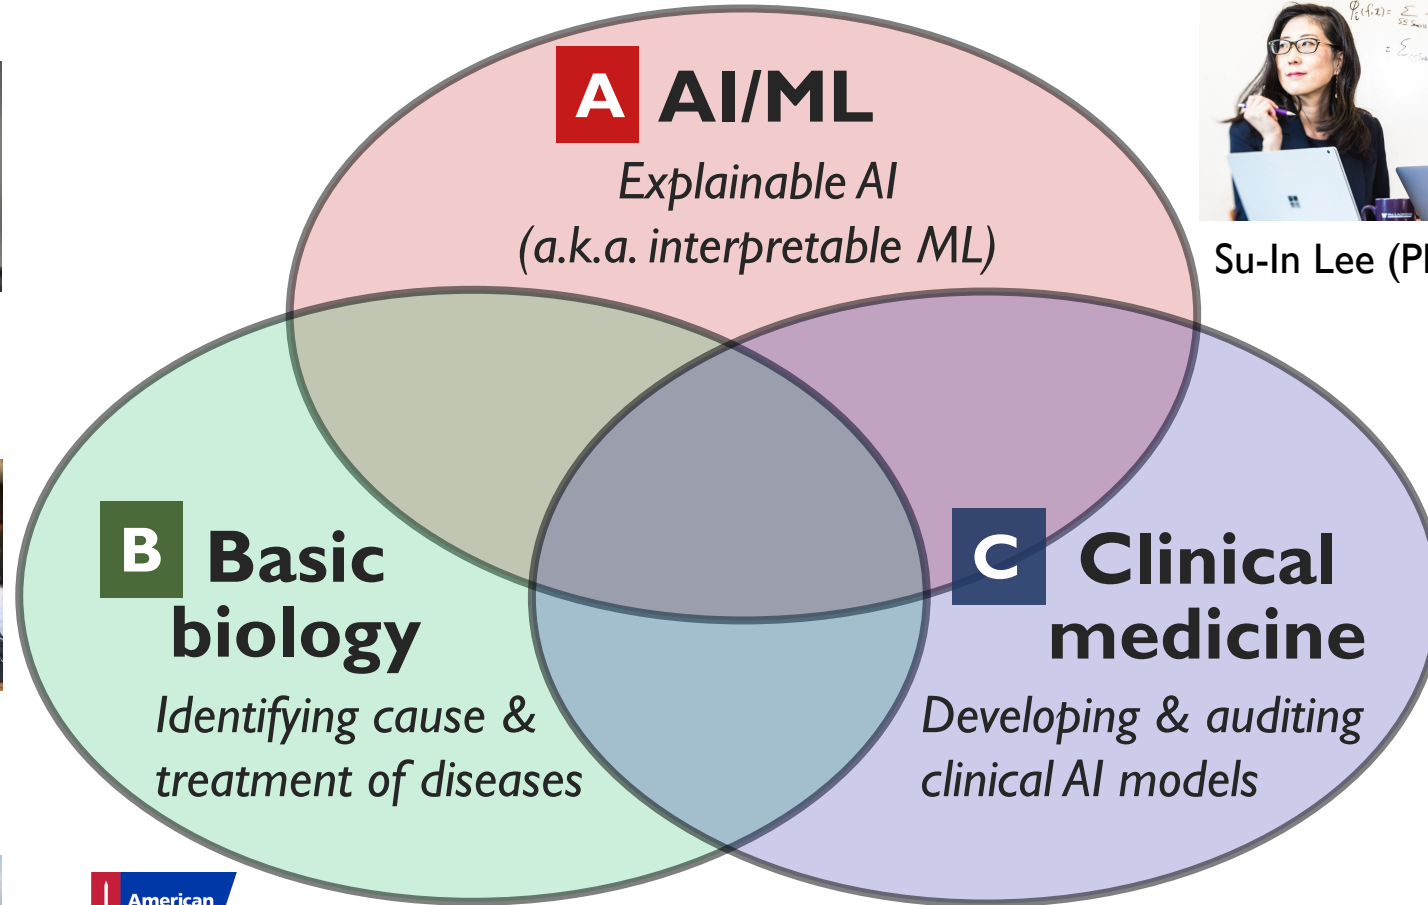 A AI/ML
Explainable AI
(a.k.a. interpretable ML)
Su-In Lee (PI
B Basic
biology
Identifying cause &
treatment of diseases
C Clinical
medicine
Developing & auditing
clinical AI models
American